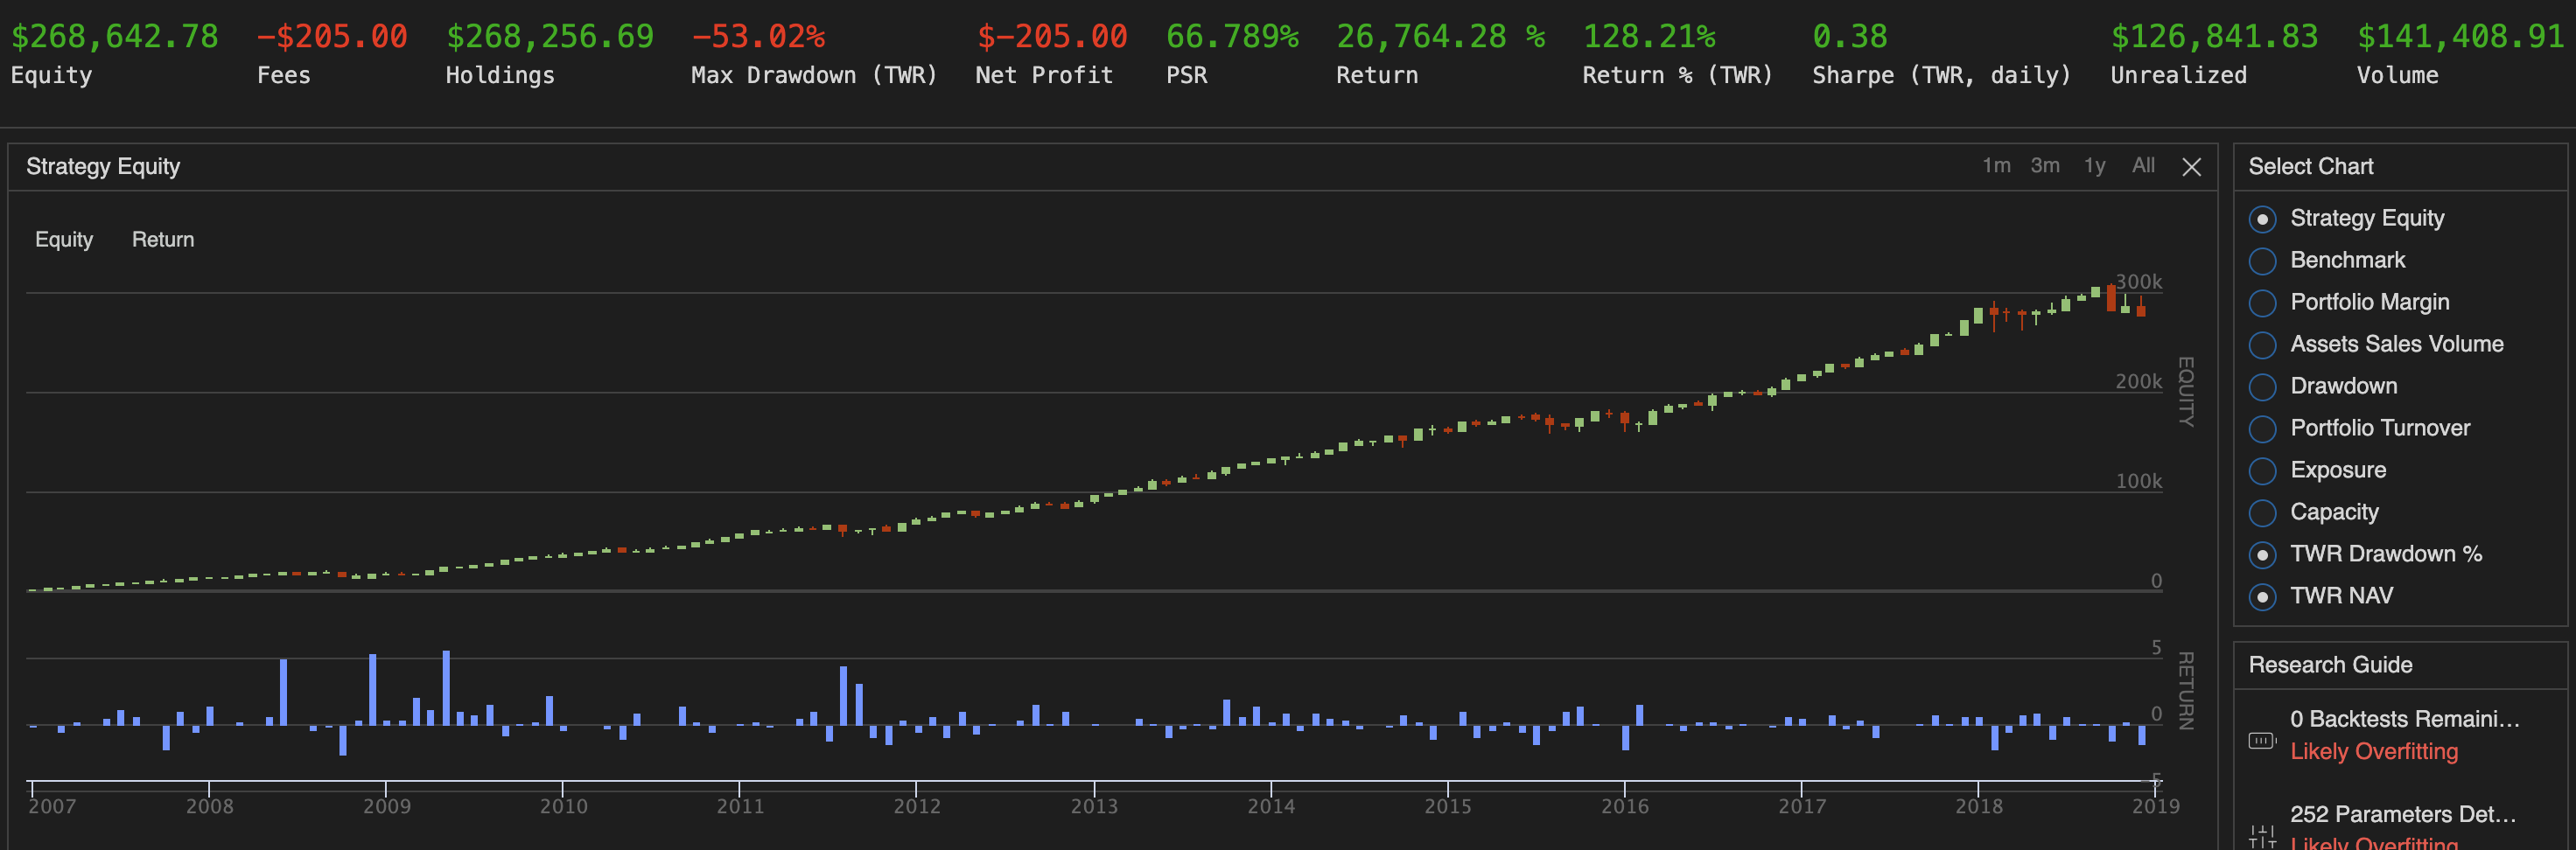 $268,642.78 −$205.00 $268,256.69 −53.02% $−205.00 66.789% 26,764.28 % 128.21% 0.38 $126,841.83 $141,408.91
Equity Fees Holdings Max Drawdown (TWR) Net Profit PSR Return Return % (TWR) Sharpe (TWR, daily) Unrealized Volume
Strategy Equity
1m 3m 1y All
Equity Return
300k
200k
100k
0
EQUITY
5
0
-5
RETURN
2007 2008 2009 2010 2011 2012 2013 2014 2015 2016 2017 2018 2019
Select Chart
Strategy Equity
Benchmark
Portfolio Margin
Assets Sales Volume
Drawdown
Portfolio Turnover
Exposure
Capacity
TWR Drawdown %
TWR NAV
Research Guide
0 Backtests Remaini...
Likely Overfitting
252 Parameters Det...
Likely Overfitting